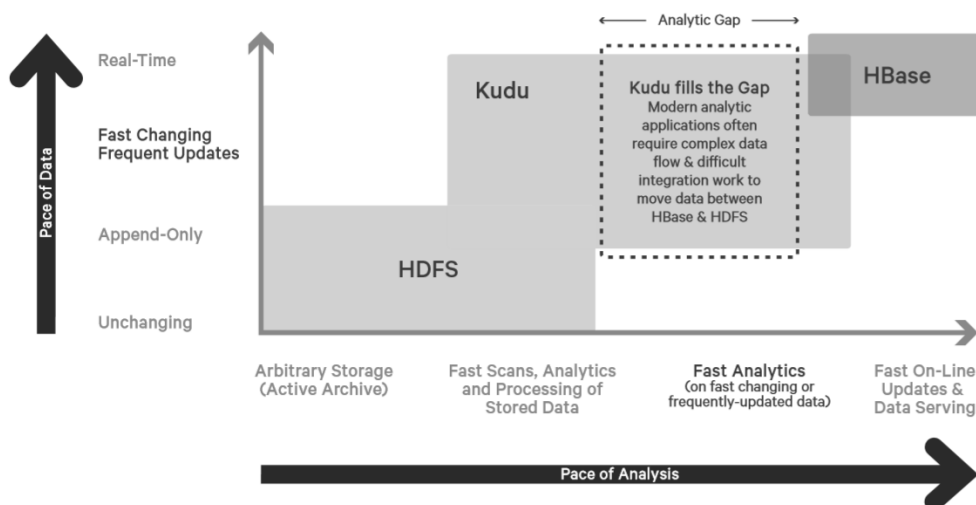 Analytic Gap
Pace of Data
Real-Time
Fast Changing
Frequent Updates
Append-Only
Unchanging
Kudu
HDFS
Kudu fills the Gap
Modern analytic
applications often
require complex data
flow & difficult
integration work to
move data between
HBase & HDFS
HBase
Arbitrary Storage
(Active Archive)
Fast Scans, Analytics
and Processing of
Stored Data
Fast Analytics
(on fast changing or
frequently-updated data)
Fast On-Line
Updates &
Data Serving
Pace of Analysis